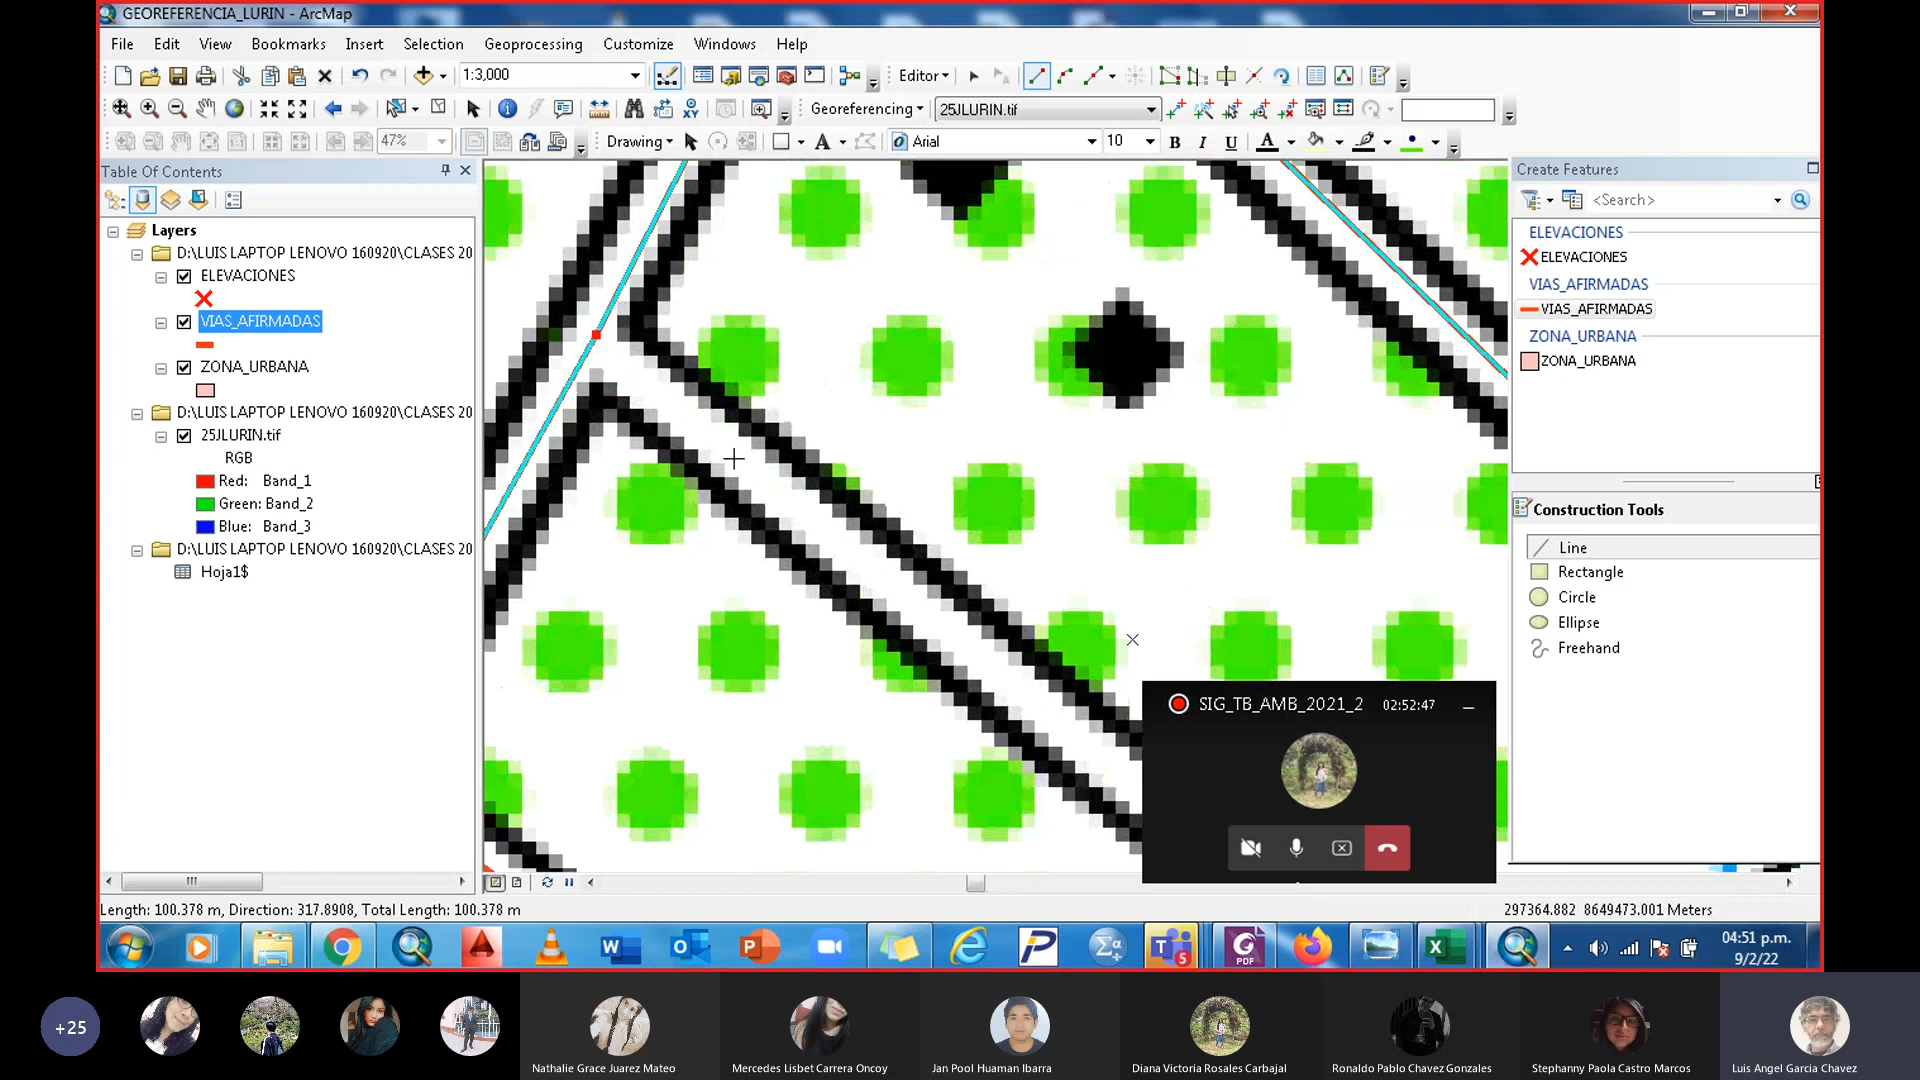 GEOREFERENCIA_LURIN - ArcMap
File Edit View Bookmarks Insert Selection Geoprocessing Customize Windows Help
1:3,000
Editor
Georeferencing 25JLURIN.tif
47%
Drawing A Arial 10 B I U A
Table Of Contents
Layers
D:\LUIS LAPTOP LENOVO 160920\CLASES 20
ELEVACIONES
VIAS_AFIRMADAS
ZONA_URBANA
D:\LUIS LAPTOP LENOVO 160920\CLASES 20
25JLURIN.tif
RGB
Red: Band_1
Green: Band_2
Blue: Band_3
D:\LUIS LAPTOP LENOVO 160920\CLASES 20
Hoja1$
Create Features
<Search>
ELEVACIONES
ELEVACIONES
VIAS_AFIRMADAS
VIAS_AFIRMADAS
ZONA_URBANA
ZONA_URBANA
Construction Tools
Line
Rectangle
Circle
Ellipse
Freehand
SIG_TB_AMB_2021_2 02:52:47
Length: 100.378 m, Direction: 317.8908, Total Length: 100.378 m
297364.882 8649473.001 Meters
04:51 p.m.
9/2/22
5
PDF
+25
Nathalie Grace Juarez Mateo
Mercedes Lisbet Carrera Oncoy
Jan Pool Huaman Ibarra
Diana Victoria Rosales Carbajal
Ronaldo Pablo Chavez Gonzales
Stephanny Paola Castro Marcos
Luis Angel Garcia Chavez